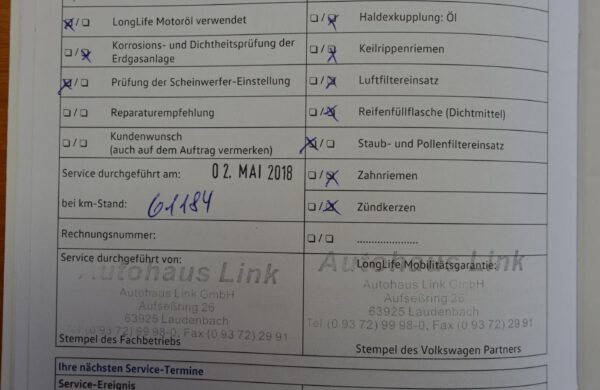 LongLife Motoröl verwendet
Haldexkupplung: Öl
Korrosions- und Dichtheitsprüfung der
Erdgasanlage
Keilrippenriemen
Prüfung der Scheinwerfer-Einstellung
Luftfiltereinsatz
Reparaturempfehlung
Reifenfüllflasche (Dichtmittel)
Kundenwunsch
(auch auf dem Auftrag vermerken)
Staub- und Pollenfiltereinsatz
Service durchgeführt am: 02. MAI 2018
Zahnriemen
bei km-Stand: 61184
Zündkerzen
Rechnungsnummer:
.....................
Service durchgeführt von:
Autohaus Link
Autohaus Link GmbH
Aufseßring 26
63925 Laudenbach
Tel (0 93 72) 99 98-0, Fax (0 93 72) 29 91
Stempel des Fachbetriebs
LongLife Mobilitätsgarantie:
Autohaus Link
Autohaus Link GmbH
Aufseßring 26
63925 Laudenbach
Tel (0 93 72) 99 98-0, Fax (0 93 72) 29 91
Stempel des Volkswagen Partners
Ihre nächsten Service-Termine
Service-Ereignis